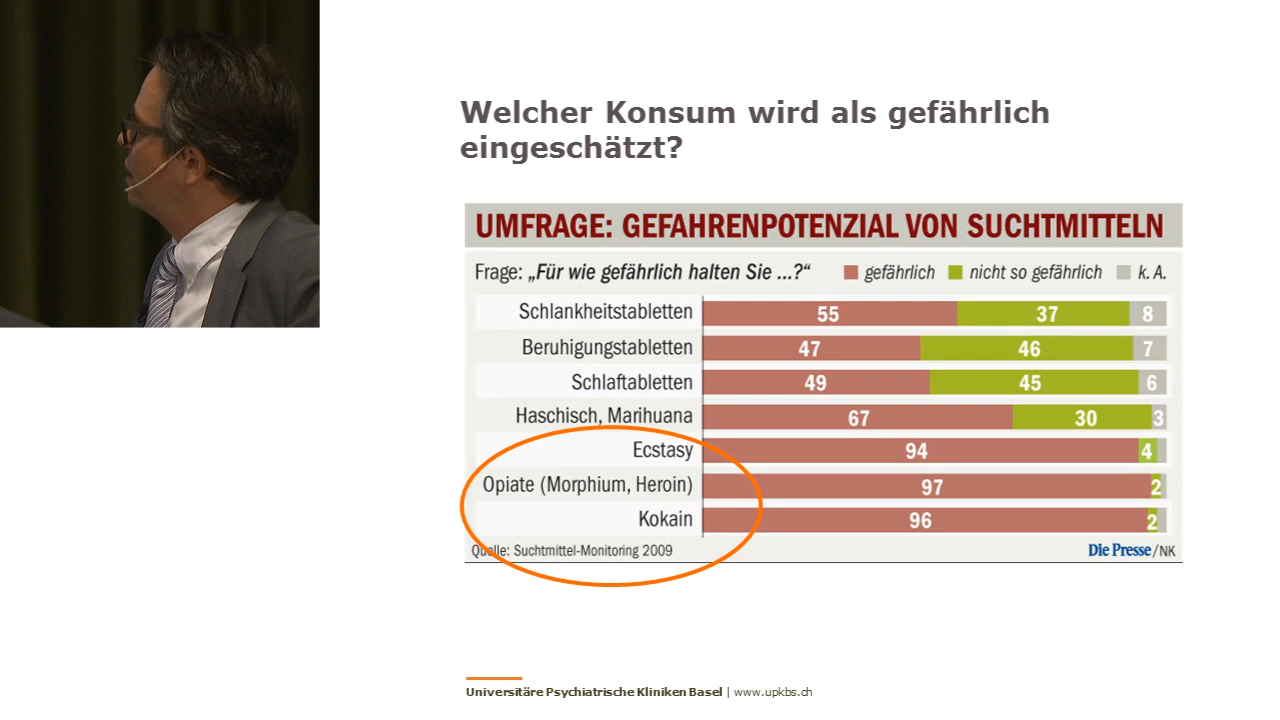 Welcher Konsum wird als gefährlich
eingeschätzt?
UMFRAGE: GEFAHRENPOTENZIAL VON SUCHTMITTELN
Frage: „Für wie gefährlich halten Sie ...?“ gefährlich nicht so gefährlich k. A.
Schlankheitstabletten 55 37 8
Beruhigungstabletten 47 46 7
Schlaftabletten 49 45 6
Haschisch, Marihuana 67 30 3
Ecstasy 94 4
Opiate (Morphium, Heroin) 97 2
Kokain 96 2
Quelle: Suchtmittel-Monitoring 2009 Die Presse/NK
Universitäre Psychiatrische Kliniken Basel | www.upkbs.ch